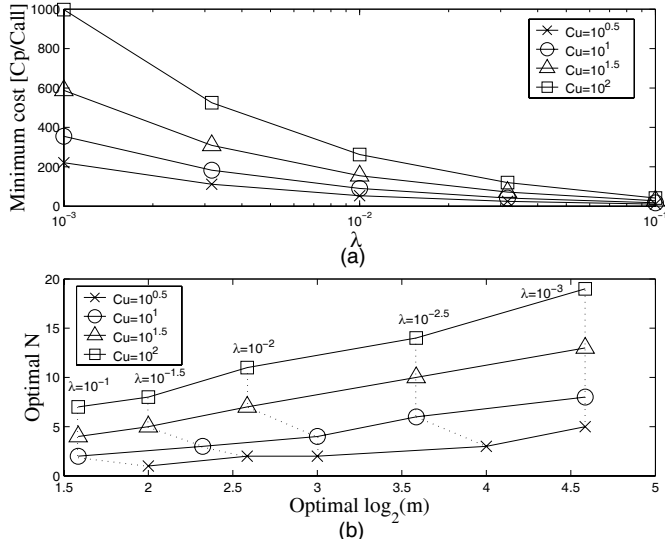 1000
800
600
400
200
0
Minimum cost [Cp/Call]
Cu=10^0.5
Cu=10^1
Cu=10^1.5
Cu=10^2
10^-3
10^-2
10^-1
λ
(a)
20
15
10
5
0
Optimal N
Cu=10^0.5
Cu=10^1
Cu=10^1.5
Cu=10^2
λ=10^-1
λ=10^-1.5
λ=10^-2
λ=10^-2.5
λ=10^-3
1.5 2 2.5 3 3.5 4 4.5 5
Optimal log_2(m)
(b)